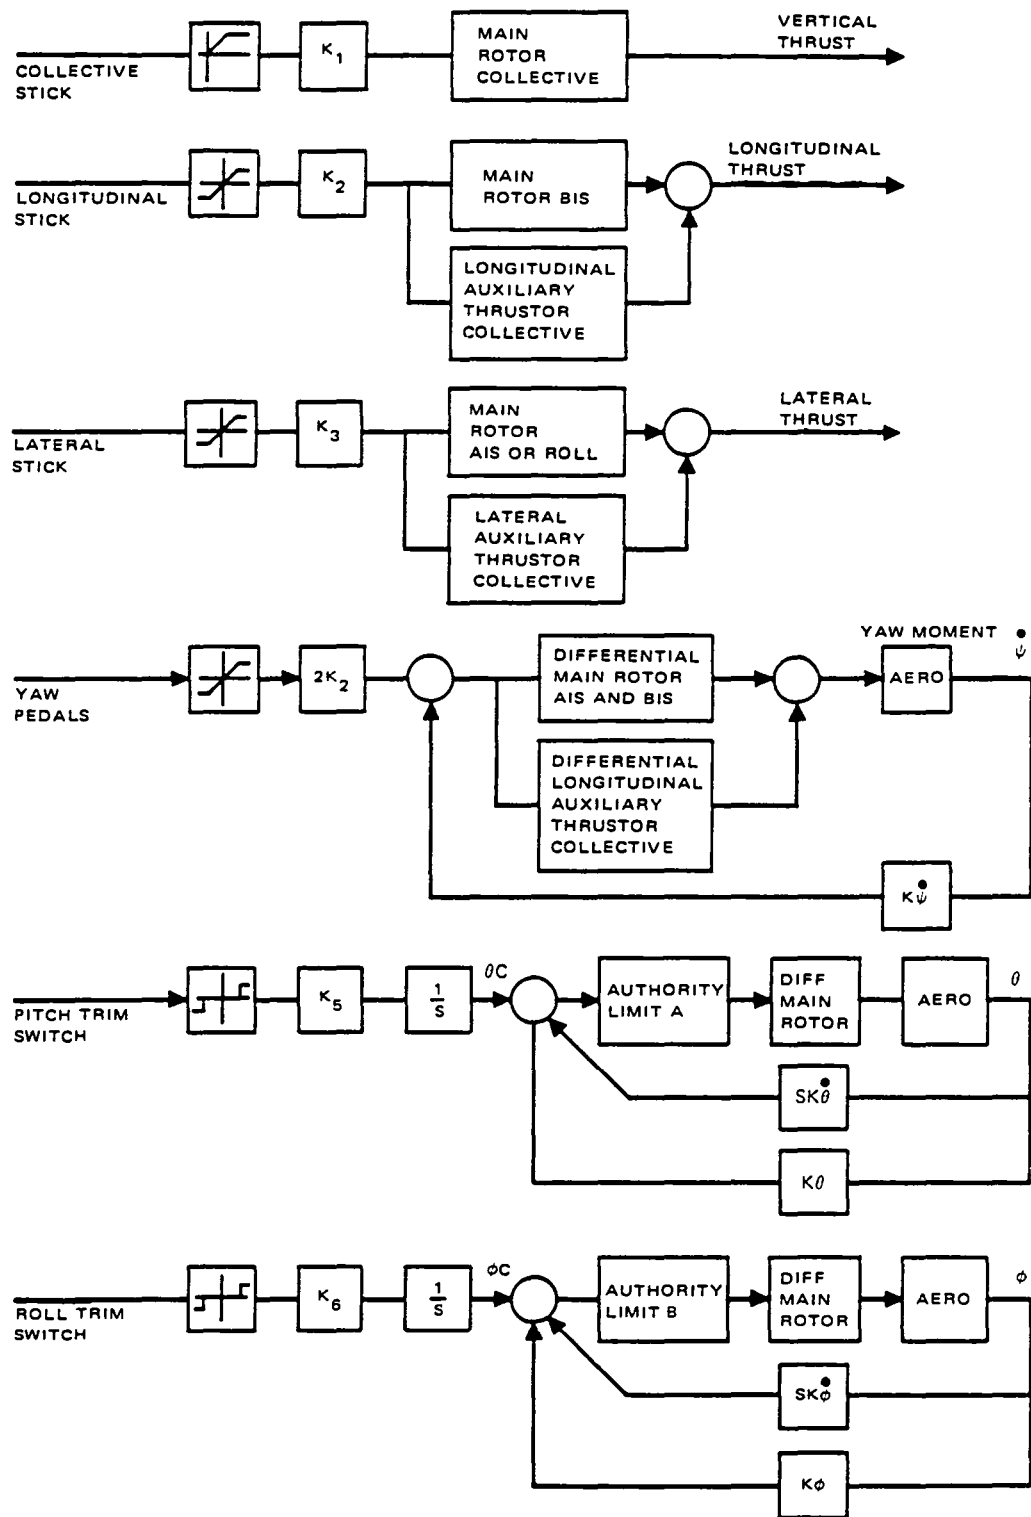 COLLECTIVE
STICK
K1
MAIN
ROTOR
COLLECTIVE
VERTICAL
THRUST
LONGITUDINAL
STICK
K2
MAIN
ROTOR BIS
LONGITUDINAL
AUXILIARY
THRUSTOR
COLLECTIVE
LONGITUDINAL
THRUST
LATERAL
STICK
K3
MAIN
ROTOR
AIS OR ROLL
LATERAL
AUXILIARY
THRUSTOR
COLLECTIVE
LATERAL
THRUST
YAW
PEDALS
2K2
DIFFERENTIAL
MAIN ROTOR
AIS AND BIS
DIFFERENTIAL
LONGITUDINAL
AUXILIARY
THRUSTOR
COLLECTIVE
YAW MOMENT
ψ̇
AERO
Kψ̇
PITCH TRIM
SWITCH
K5
1
S
θC
AUTHORITY
LIMIT A
DIFF
MAIN
ROTOR
AERO
θ
SKθ̇
Kθ
ROLL TRIM
SWITCH
K6
1
S
ϕC
AUTHORITY
LIMIT B
DIFF
MAIN
ROTOR
AERO
ϕ
SKϕ̇
Kϕ